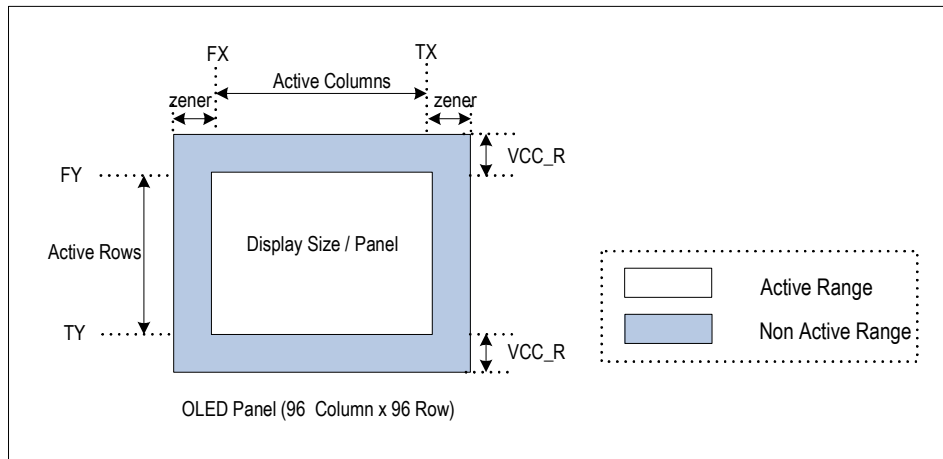 FX
TX
Active Columns
zener
zener
VCC_R
FY
Display Size / Panel
Active Rows
Active Range
TY
Non Active Range
VCC_R
OLED Panel (96 Column x 96 Row)